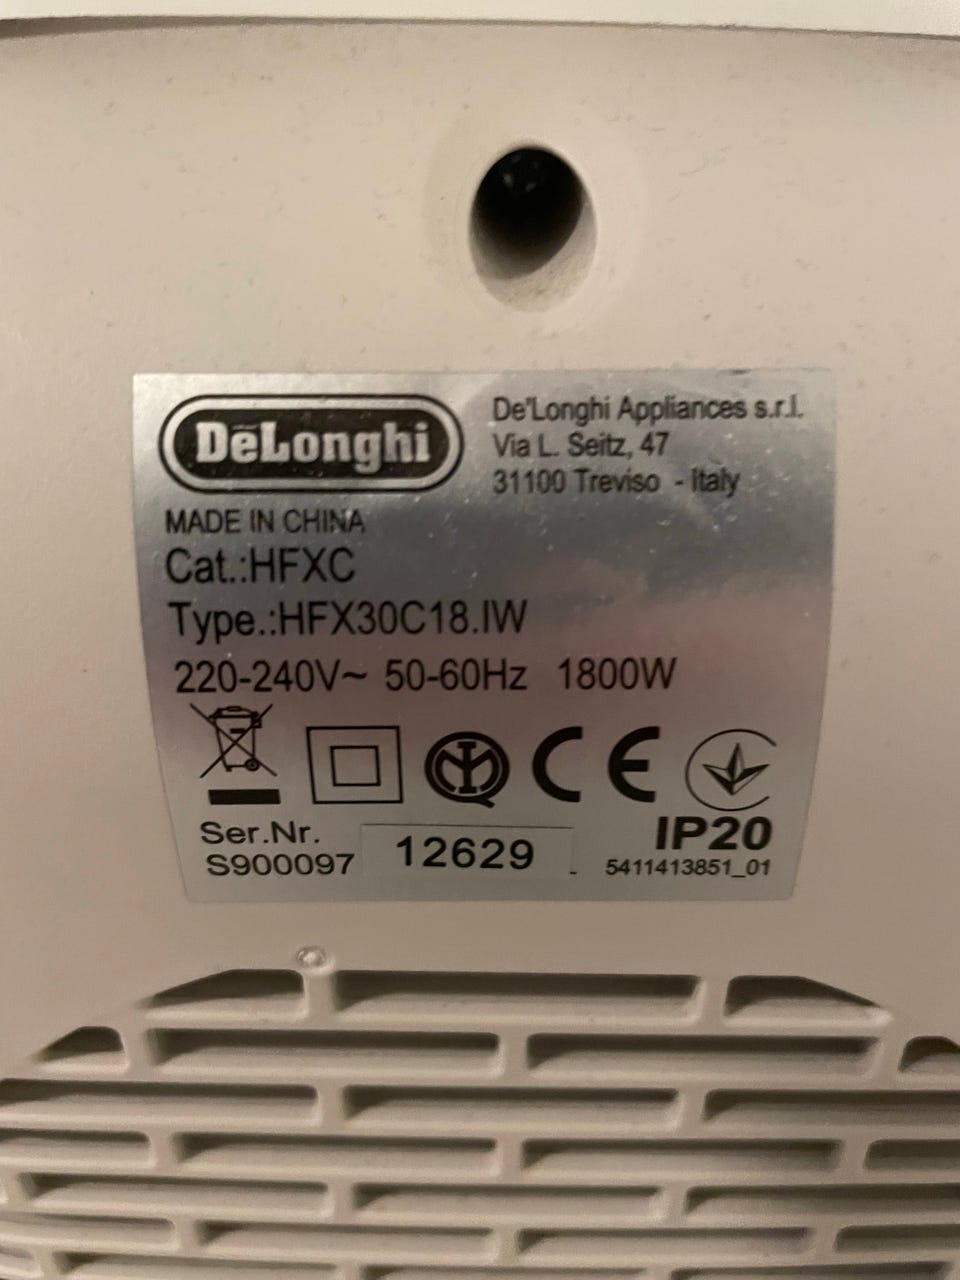 DeLonghi
De'Longhi Appliances s.r.l.
Via L. Seitz, 47
31100 Treviso - Italy
MADE IN CHINA
Cat.:HFXC
Type.:HFX30C18.IW
220-240V~ 50-60Hz 1800W
IMQ
CE
Ser.Nr.
S900097 12629
IP20
5411413851_01